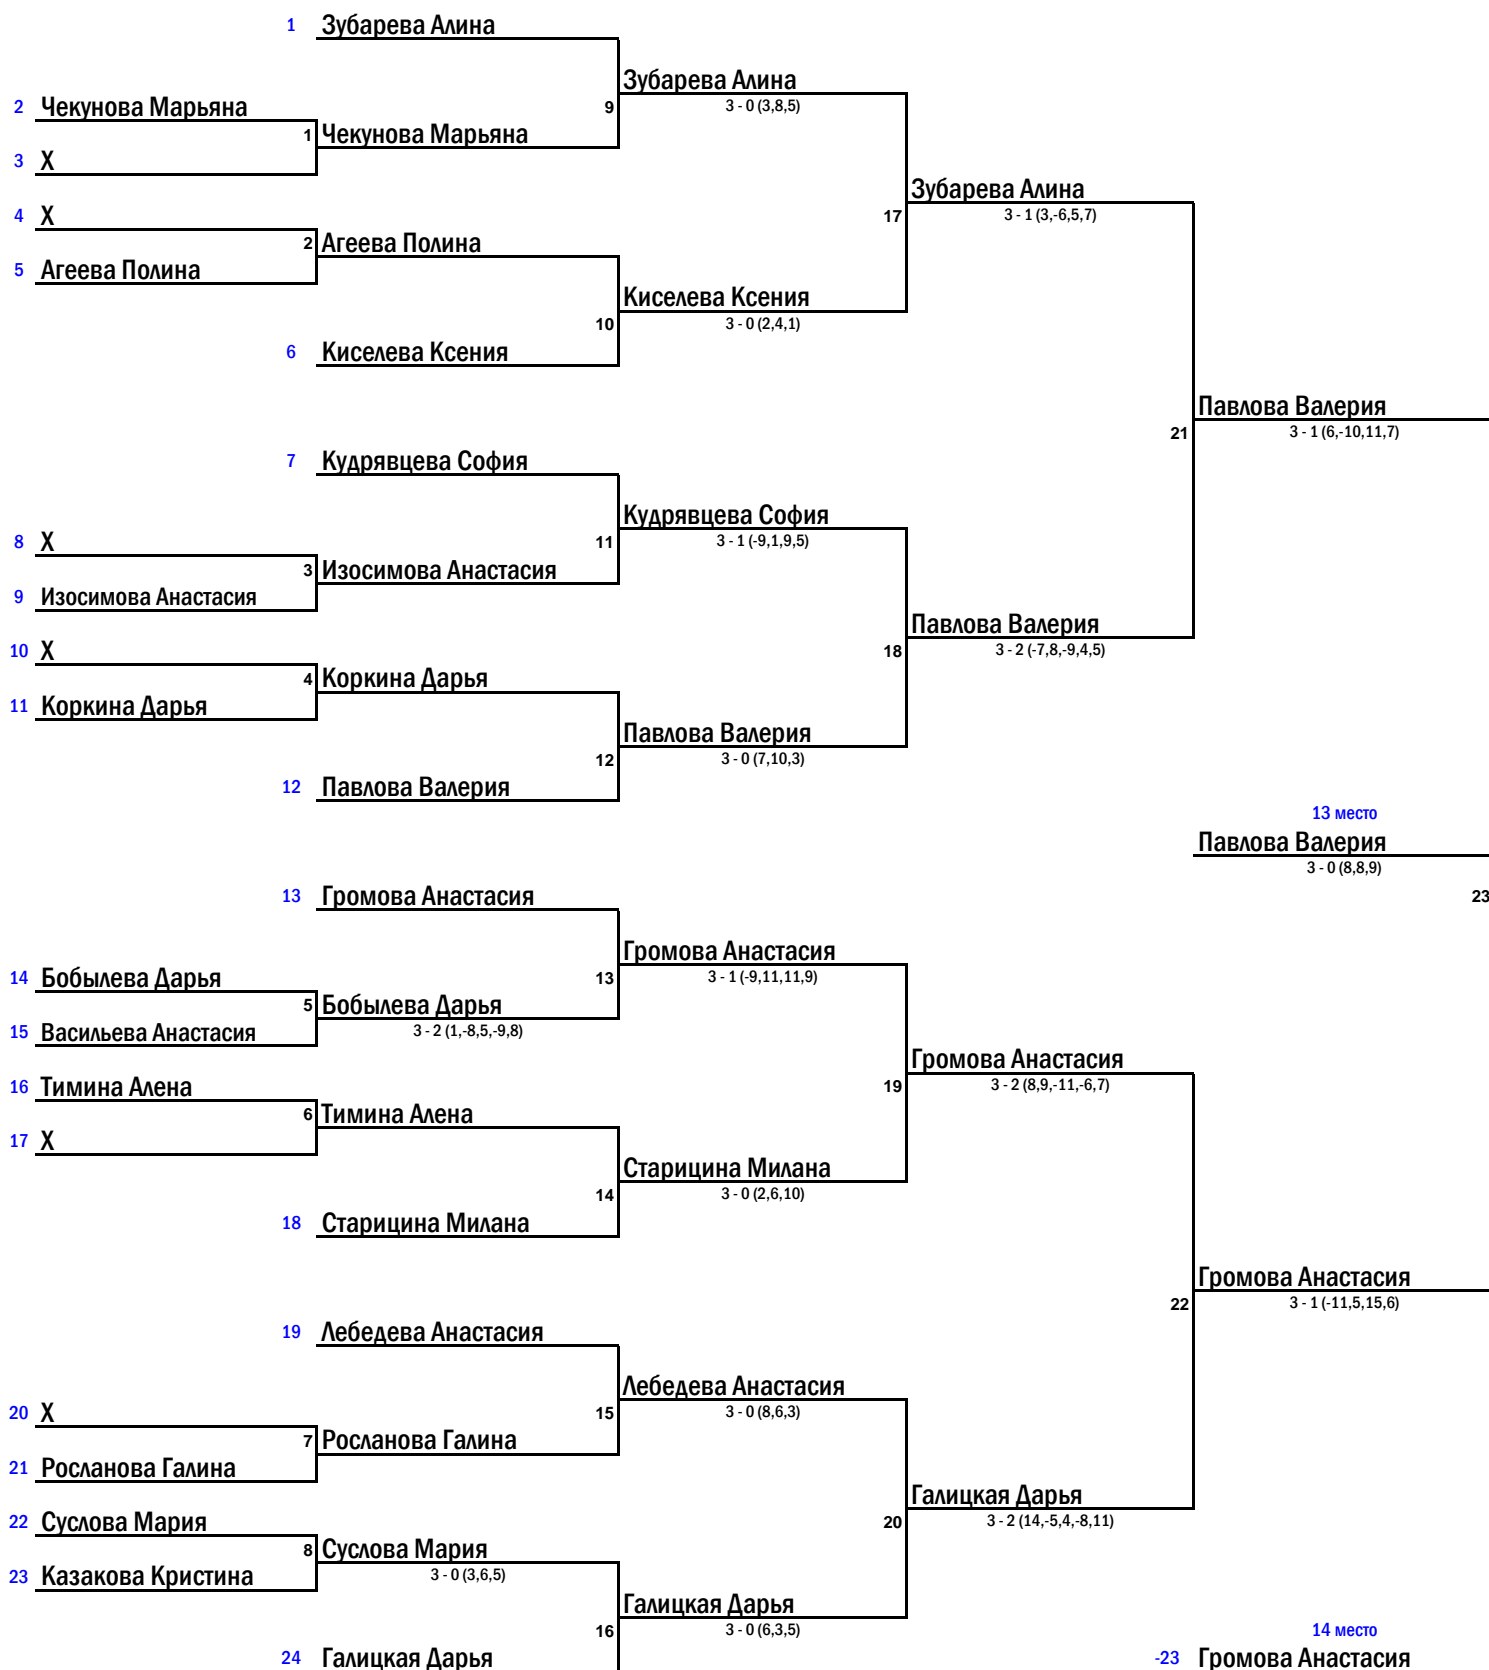 1 Зубарева Алина
Зубарева Алина
2 Чекунова Марьяна 9 3 - 0 (3,8,5)
1 Чекунова Марьяна
3 X
Зубарева Алина
4 X 17 3 - 1 (3,-6,5,7)
2 Агеева Полина
5 Агеева Полина
Киселева Ксения
10 3 - 0 (2,4,1)
6 Киселева Ксения
Павлова Валерия
21 3 - 1 (6,-10,11,7)
7 Кудрявцева София
Кудрявцева София
8 X 11 3 - 1 (-9,1,9,5)
3 Изосимова Анастасия
9 Изосимова Анастасия
Павлова Валерия
10 X 18 3 - 2 (-7,8,-9,4,5)
4 Коркина Дарья
11 Коркина Дарья
Павлова Валерия
12 3 - 0 (7,10,3)
12 Павлова Валерия
13 место
Павлова Валерия
3 - 0 (8,8,9)
13 Громова Анастасия 23
Громова Анастасия
14 Бобылева Дарья 13 3 - 1 (-9,11,11,9)
5 Бобылева Дарья
15 Васильева Анастасия 3 - 2 (1,-8,5,-9,8)
Громова Анастасия
16 Тимина Алена 19 3 - 2 (8,9,-11,-6,7)
6 Тимина Алена
17 X
Старицина Милана
14 3 - 0 (2,6,10)
18 Старицина Милана
Громова Анастасия
22 3 - 1 (-11,5,15,6)
19 Лебедева Анастасия
Лебедева Анастасия
20 X 15 3 - 0 (8,6,3)
7 Росланова Галина
21 Росланова Галина
Галицкая Дарья
22 Суслова Мария 20 3 - 2 (14,-5,4,-8,11)
8 Суслова Мария
23 Казакова Кристина 3 - 0 (3,6,5)
Галицкая Дарья
16 3 - 0 (6,3,5) 14 место
24 Галицкая Дарья -23 Громова Анастасия